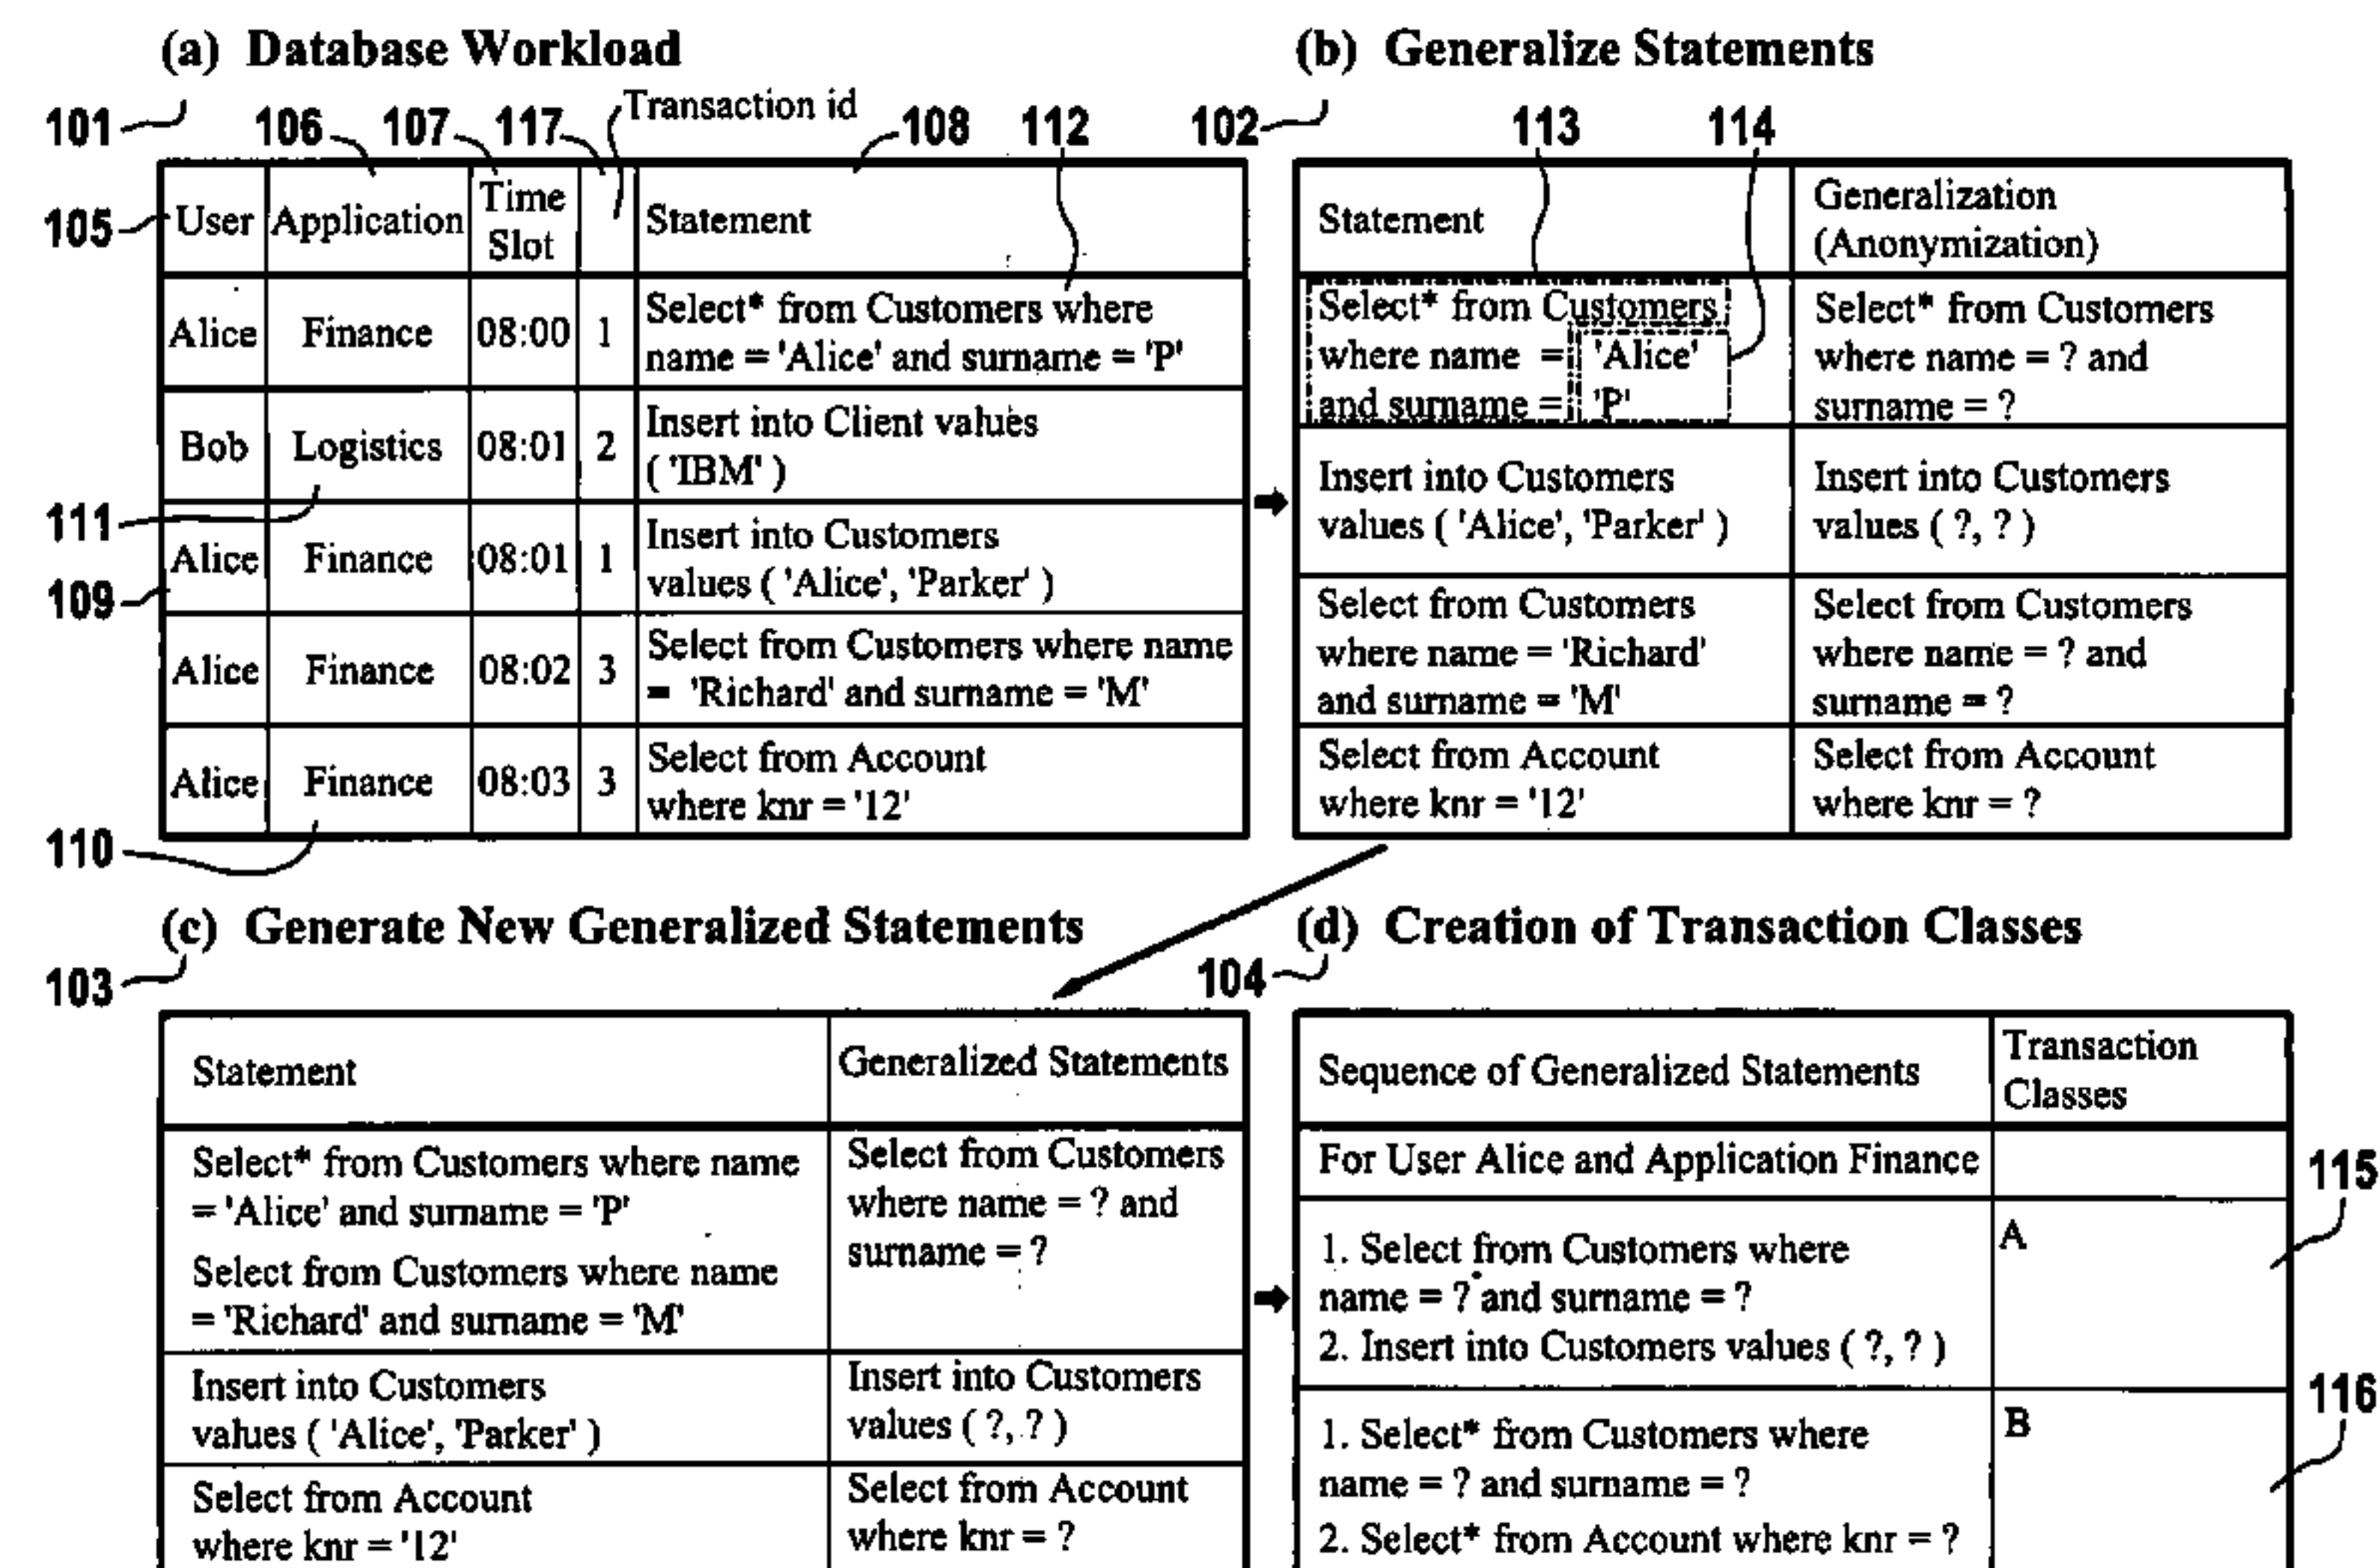 (a) Database Workload
101
106
107
117
Transaction id
108
112
105
User
Application
Time
Slot
Statement
Alice
Finance
08:00
1
Select* from Customers where
name = 'Alice' and surname = 'P'
Bob
Logistics
08:01
2
Insert into Client values
( 'IBM' )
111
Alice
Finance
08:01
1
Insert into Customers
values ( 'Alice', 'Parker' )
109
Alice
Finance
08:02
3
Select from Customers where name
= 'Richard' and surname = 'M'
Alice
Finance
08:03
3
Select from Account
where knr = '12'
110
(b) Generalize Statements
102
113
114
Statement
Generalization
(Anonymization)
Select* from Customers
where name = 'Alice'
and surname = 'P'
Select* from Customers
where name = ? and
surname = ?
Insert into Customers
values ( 'Alice', 'Parker' )
Insert into Customers
values ( ?, ? )
Select from Customers
where name = 'Richard'
and surname = 'M'
Select from Customers
where name = ? and
surname = ?
Select from Account
where knr = '12'
Select from Account
where knr = ?
(c) Generate New Generalized Statements
103
Statement
Generalized Statements
Select* from Customers where name
= 'Alice' and surname = 'P'
Select from Customers where name
= 'Richard' and surname = 'M'
Select from Customers
where name = ? and
surname = ?
Insert into Customers
values ( 'Alice', 'Parker' )
Insert into Customers
values ( ?, ? )
Select from Account
where knr = '12'
Select from Account
where knr = ?
(d) Creation of Transaction Classes
104
Sequence of Generalized Statements
Transaction
Classes
For User Alice and Application Finance
115
1. Select from Customers where
name = ? and surname = ?
2. Insert into Customers values ( ?, ? )
A
116
1. Select* from Customers where
name = ? and surname = ?
2. Select* from Account where knr = ?
B